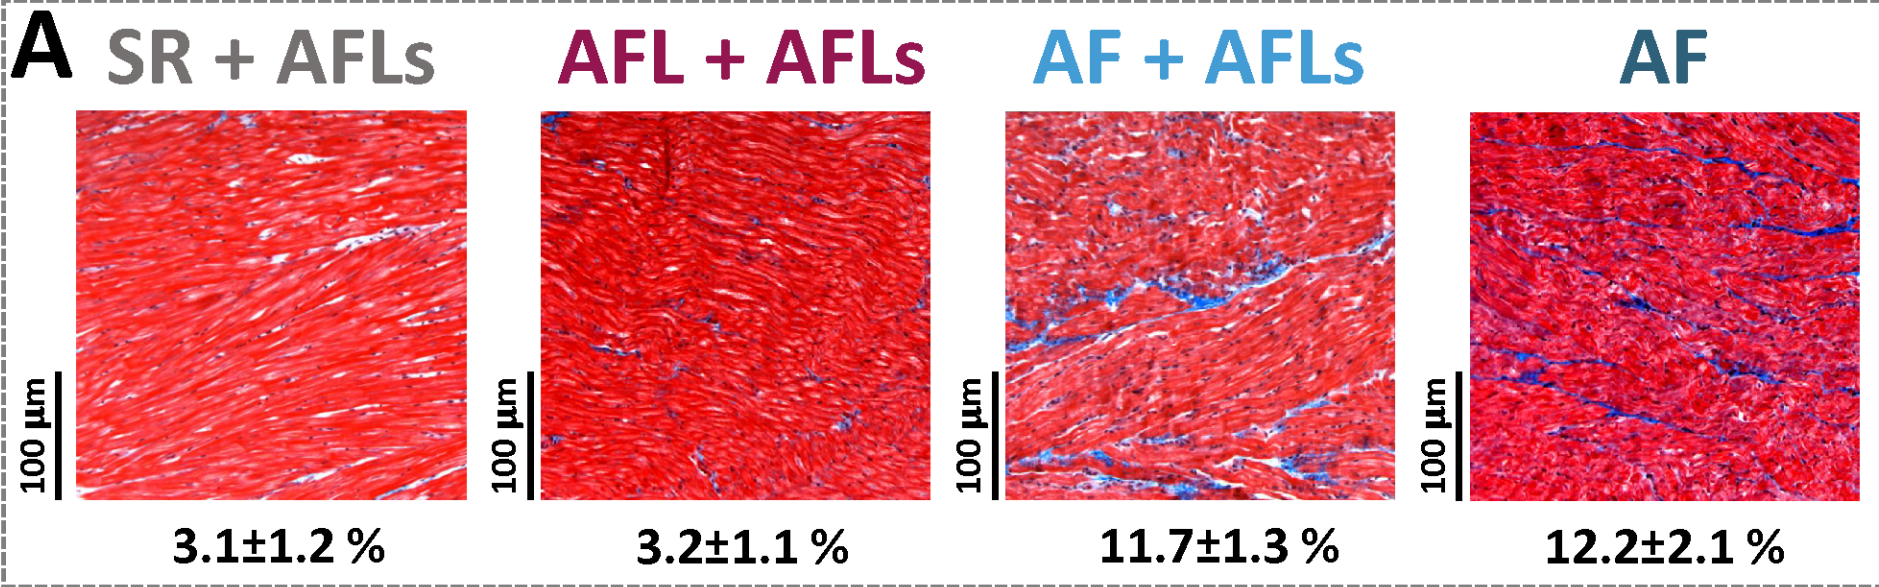 A
SR + AFLs
AFL + AFLs
AF + AFLs
AF
100 µm
100 µm
100 µm
100 µm
3.1±1.2 %
3.2±1.1 %
11.7±1.3 %
12.2±2.1 %